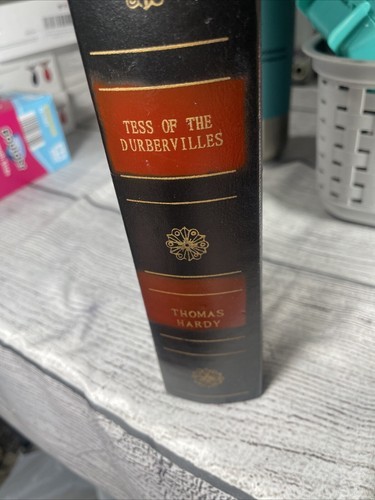 TESS OF THE
DURBERVILLES
THOMAS
HARDY